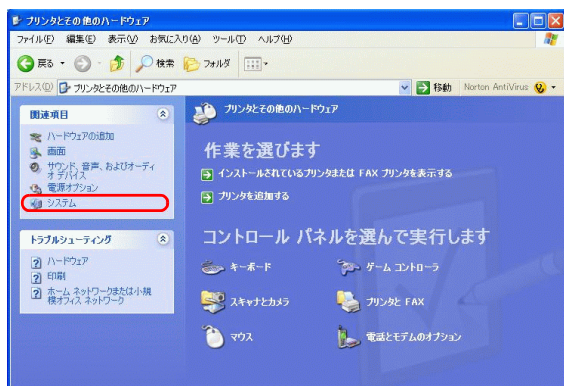 プリンタとその他のハードウェア
ファイル(F) 編集(E) 表示(V) お気に入り(A) ツール(T) ヘルプ(H)
戻る 検索 フォルダ
アドレス(D) プリンタとその他のハードウェア 移動 Norton AntiVirus
関連項目
ハードウェアの追加
画面
サウンド、音声、およびオーディ
オ デバイス
電源オプション
システム
トラブルシューティング
ハードウェア
印刷
ホーム ネットワークまたは小規
模オフィス ネットワーク
プリンタとその他のハードウェア
作業を選びます
インストールされているプリンタまたは FAX プリンタを表示する
プリンタを追加する
コントロール パネルを選んで実行します
キーボード ゲーム コントローラ
スキャナとカメラ プリンタと FAX
マウス 電話とモデムのオプション